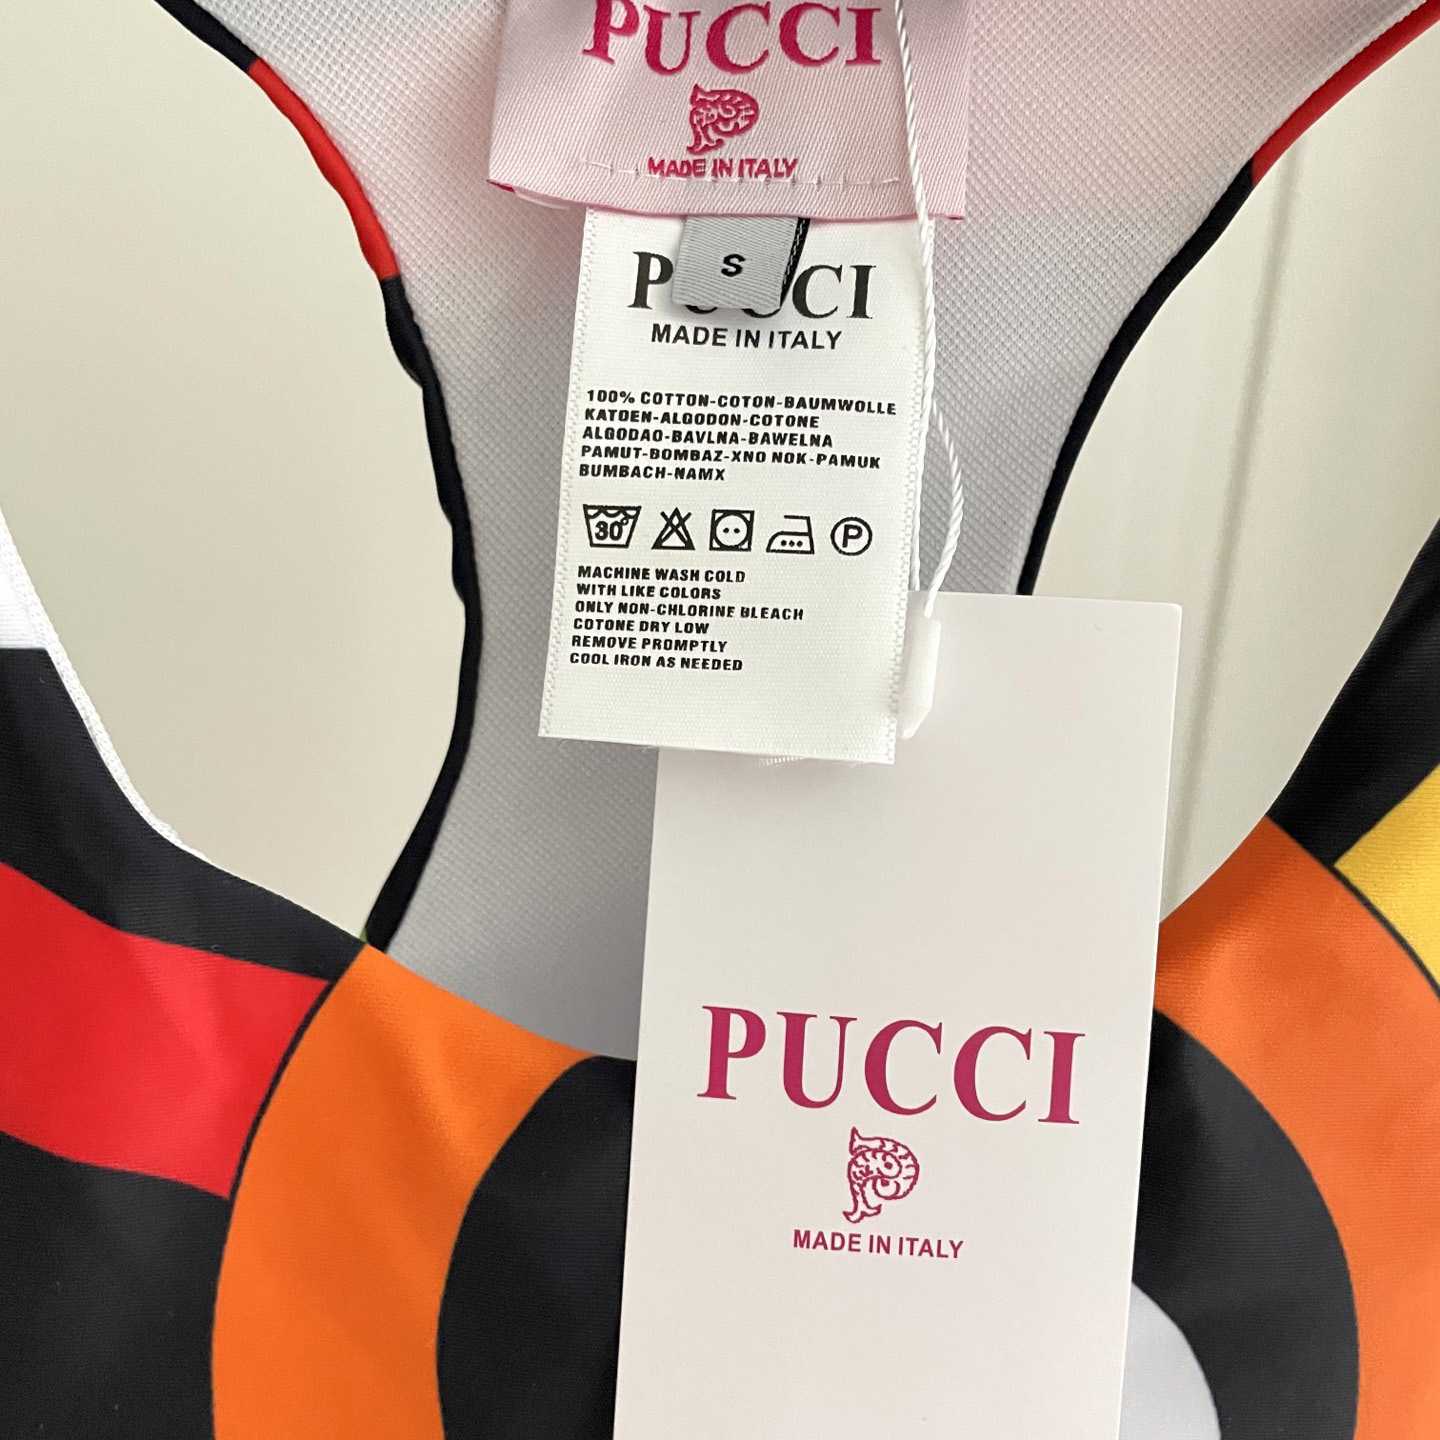 PUCCI
MADE IN ITALY
S
PUCCI
MADE IN ITALY
100% COTTON-COTON-BAUMWOLLE
KATOEN-ALGODON-COTONE
ALGODAO-BAVLNA-BAWELNA
PAMUT-BOMBAZ-XNO NOK-PAMUK
BUMBACH-NAMX
30°
P
MACHINE WASH COLD
WITH LIKE COLORS
ONLY NON-CHLORINE BLEACH
COTONE DRY LOW
REMOVE PROMPTLY
COOL IRON AS NEEDED
PUCCI
MADE IN ITALY